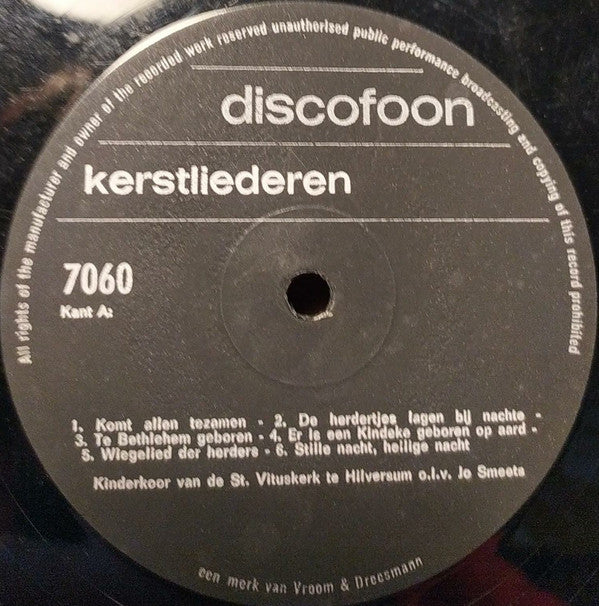 All rights of the manufacturer and owner of the recorded work reserved unauthorised public performance broadcasting and copying of this record prohibited
discofoon
kerstliederen
7060
Kant A:
1. Komt allen tezamen - 2. De herdertjes lagen bij nachte -
3. Te Bethlehem geboren - 4. Er is een Kindeke geboren op aard -
5. Wiegelied der herders - 6. Stille nacht, heilige nacht
Kinderkoor van de St. Vituskerk te Hilversum o.l.v. Jo Smeets
een merk van Vroom & Dreesmann